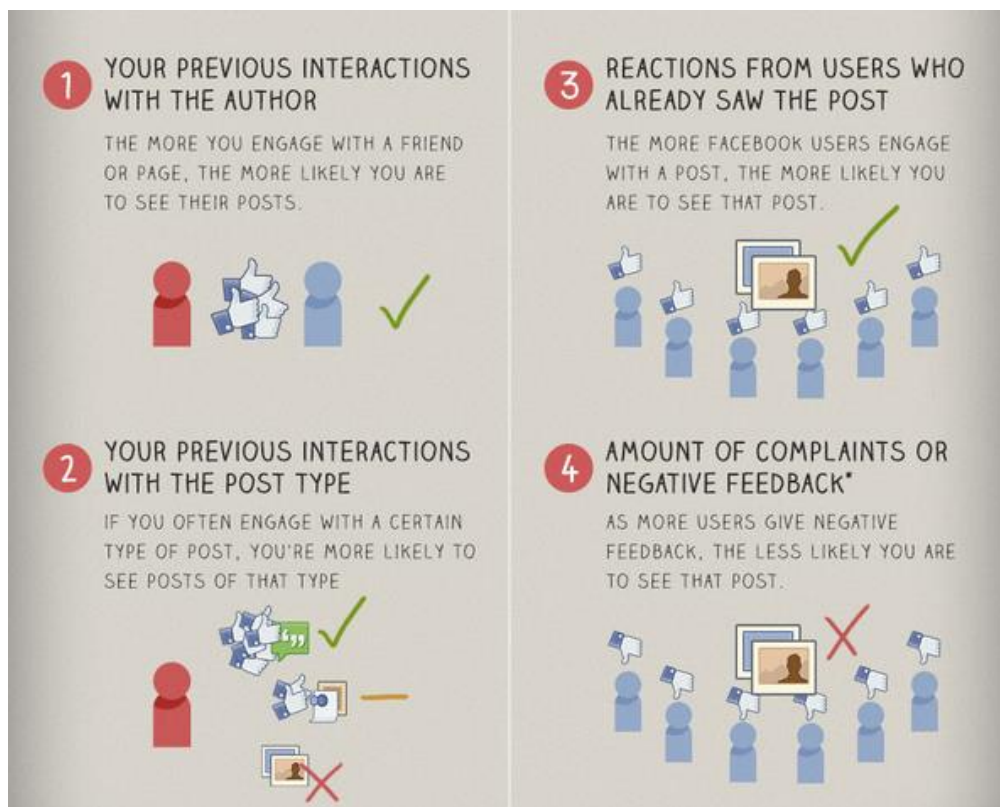 1
YOUR PREVIOUS INTERACTIONS
WITH THE AUTHOR
THE MORE YOU ENGAGE WITH A FRIEND
OR PAGE, THE MORE LIKELY YOU ARE
TO SEE THEIR POSTS.
2
YOUR PREVIOUS INTERACTIONS
WITH THE POST TYPE
IF YOU OFTEN ENGAGE WITH A CERTAIN
TYPE OF POST, YOU'RE MORE LIKELY TO
SEE POSTS OF THAT TYPE
3
REACTIONS FROM USERS WHO
ALREADY SAW THE POST
THE MORE FACEBOOK USERS ENGAGE
WITH A POST, THE MORE LIKELY YOU
ARE TO SEE THAT POST.
4
AMOUNT OF COMPLAINTS OR
NEGATIVE FEEDBACK*
AS MORE USERS GIVE NEGATIVE
FEEDBACK, THE LESS LIKELY YOU ARE
TO SEE THAT POST.